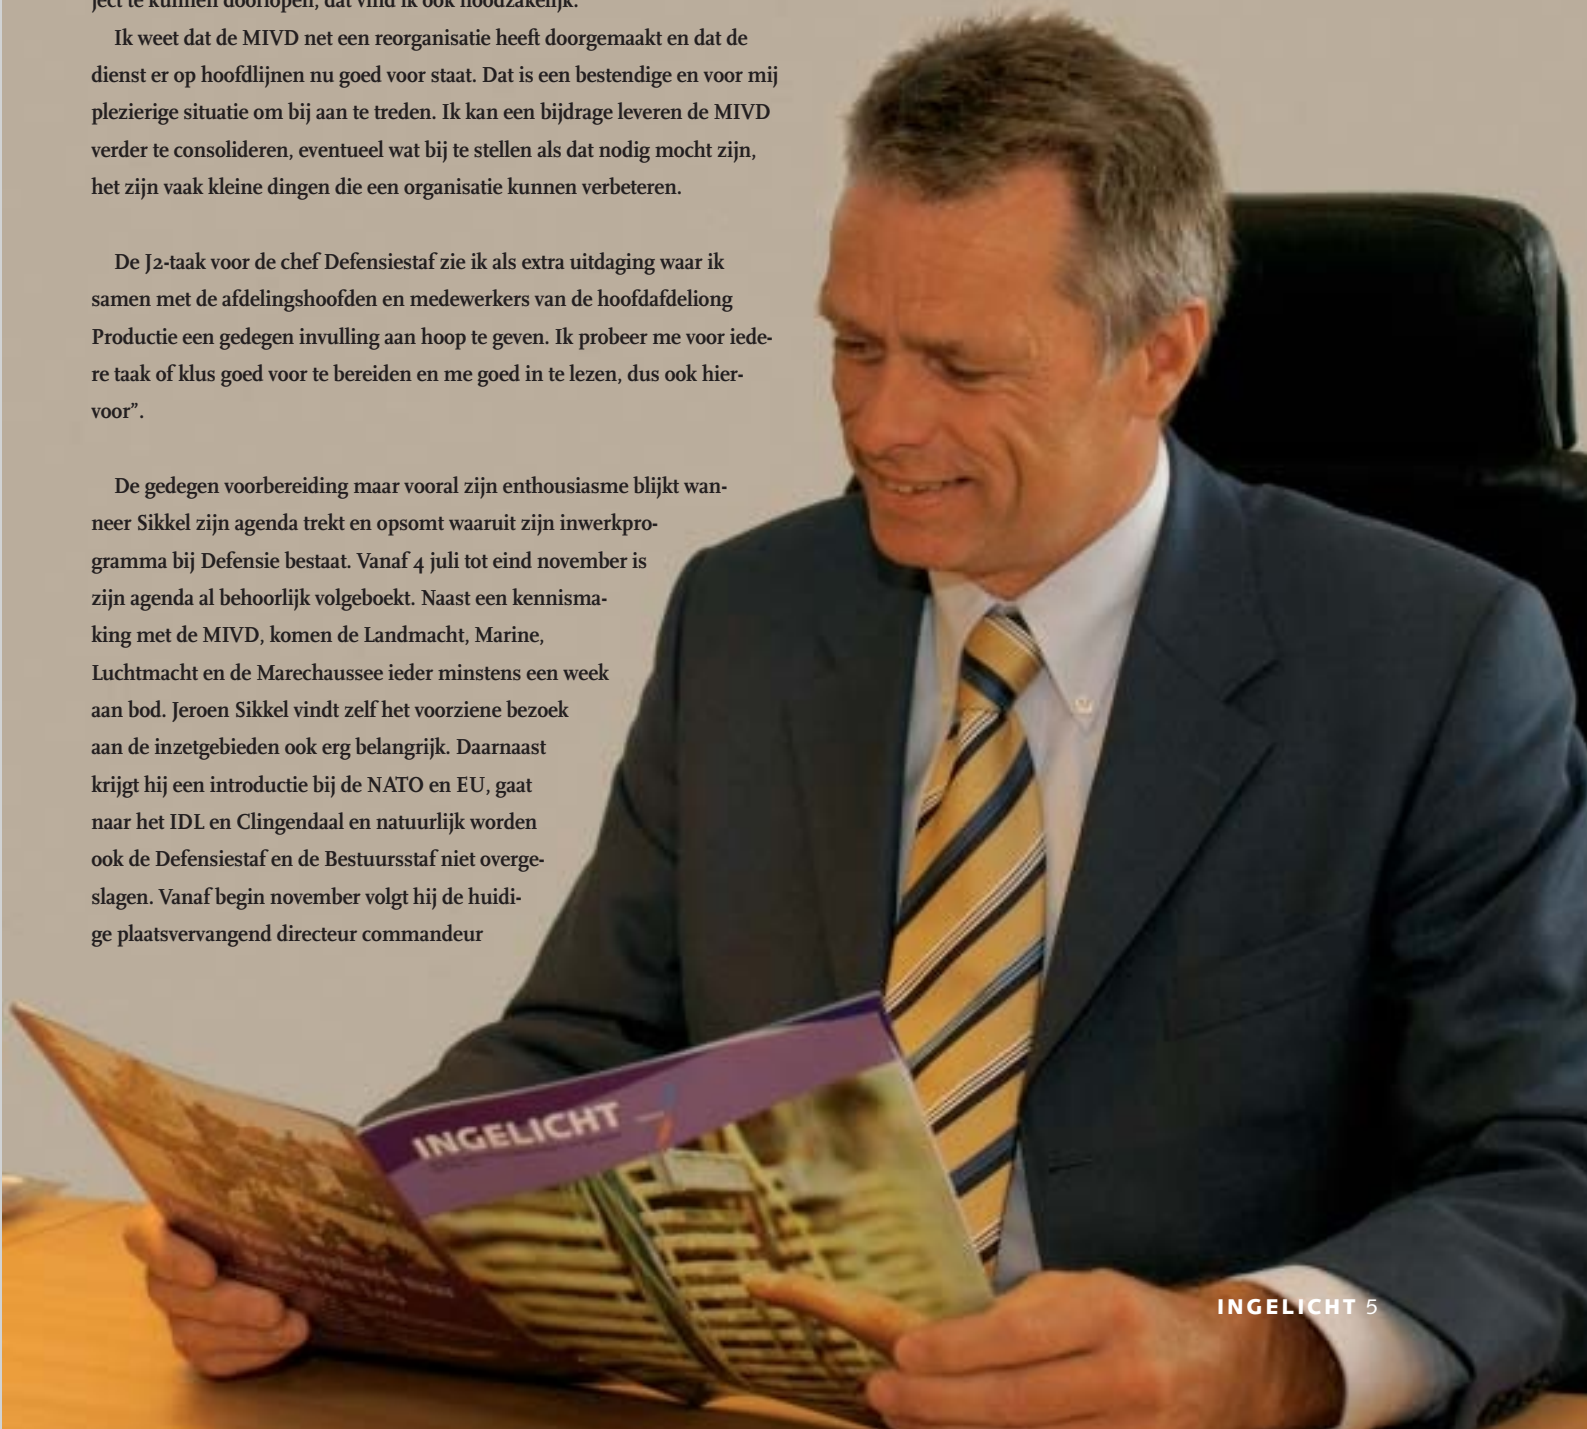 ject te kunnen doorlopen, dat vind ik ook noodzakelijk.
Ik weet dat de MIVD net een reorganisatie heeft doorgemaakt en dat de
dienst er op hoofdlijnen nu goed voor staat. Dat is een bestendige en voor mij
plezierige situatie om bij aan te treden. Ik kan een bijdrage leveren de MIVD
verder te consolideren, eventueel wat bij te stellen als dat nodig mocht zijn,
het zijn vaak kleine dingen die een organisatie kunnen verbeteren.
De J2-taak voor de chef Defensiestaf zie ik als extra uitdaging waar ik
samen met de afdelingshoofden en medewerkers van de hoofdafdeliong
Productie een gedegen invulling aan hoop te geven. Ik probeer me voor iede-
re taak of klus goed voor te bereiden en me goed in te lezen, dus ook hier-
voor”.
De gedegen voorbereiding maar vooral zijn enthousiasme blijkt wan-
neer Sikkel zijn agenda trekt en opsomt waaruit zijn inwerkpro-
gramma bij Defensie bestaat. Vanaf 4 juli tot eind november is
zijn agenda al behoorlijk volgeboekt. Naast een kennisma-
king met de MIVD, komen de Landmacht, Marine,
Luchtmacht en de Marechaussee ieder minstens een week
aan bod. Jeroen Sikkel vindt zelf het voorziene bezoek
aan de inzetgebieden ook erg belangrijk. Daarnaast
krijgt hij een introductie bij de NATO en EU, gaat
naar het IDL en Clingendaal en natuurlijk worden
ook de Defensiestaf en de Bestuursstaf niet overge-
slagen. Vanaf begin november volgt hij de huidi-
ge plaatsvervangend directeur commandeur
INGELICHT
INGELICHT 5